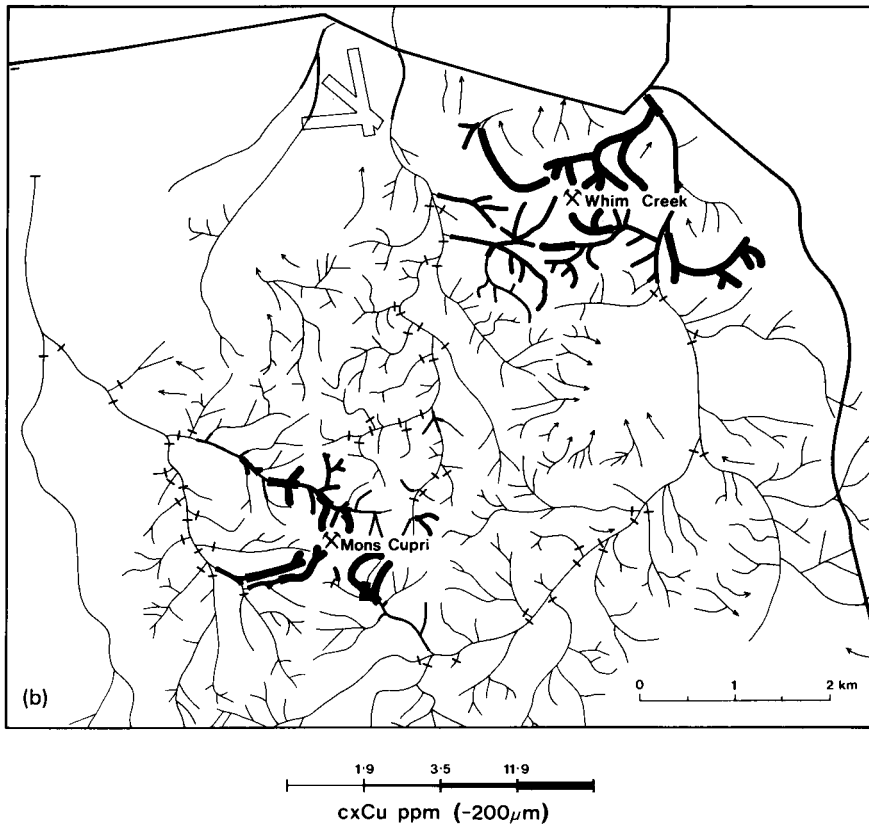 Whim Creek
Mons Cupri
(b)
0 1 2 km
1·9 3·5 11·9
cxCu ppm (-200μm)